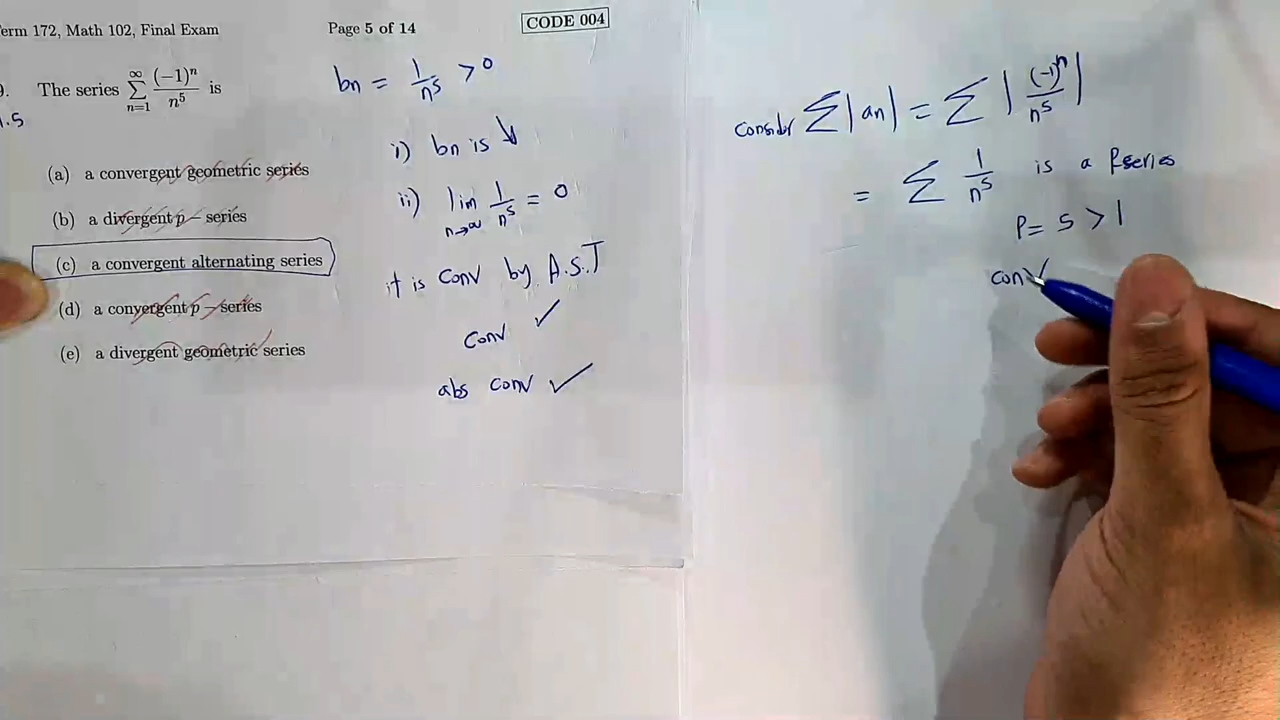 erm 172, Math 102, Final Exam Page 5 of 14 CODE 004
9. The series ∑_{n=1}^{∞} (-1)^n / n^5 is
(a) a convergent geometric series
(b) a divergent p – series
(c) a convergent alternating series
(d) a convergent p – series
(e) a divergent geometric series
bn = 1/n^5 > 0
i) bn is ↓
ii) lim_{n→∞} 1/n^5 = 0
it is conv by A.S.T
conv ✓
abs conv ✓
consider ∑ |an| = ∑ | (-1)^n / n^5 |
= ∑ 1/n^5 is a Pseries
P = 5 > 1
conv